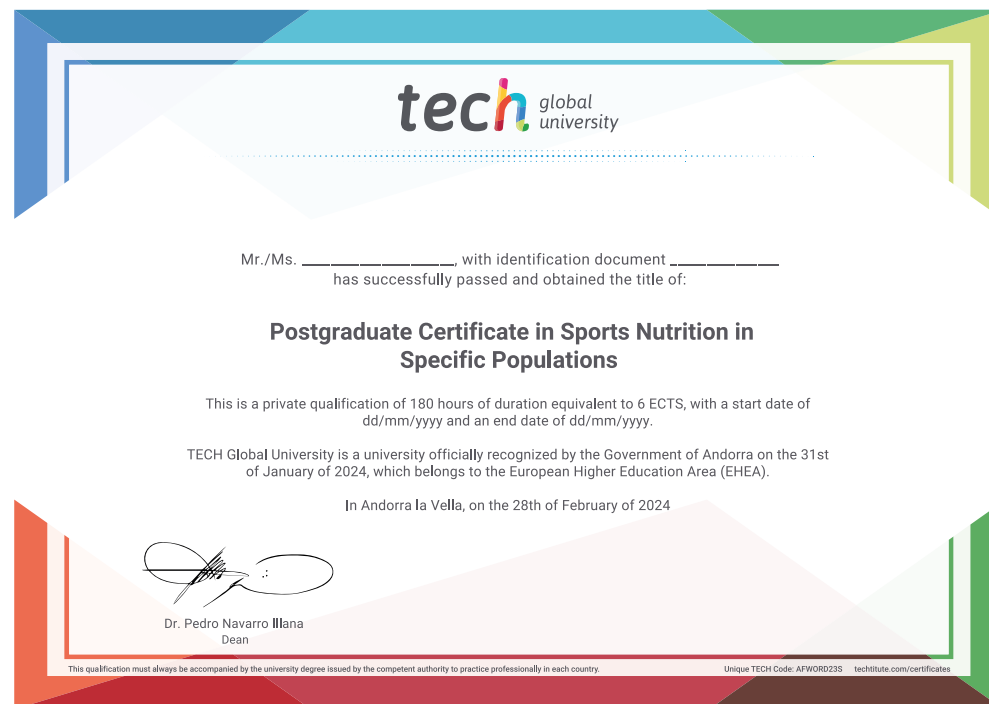 tech global university
Mr./Ms. ____________________, with identification document ______________
has successfully passed and obtained the title of:
Postgraduate Certificate in Sports Nutrition in
Specific Populations
This is a private qualification of 180 hours of duration equivalent to 6 ECTS, with a start date of
dd/mm/yyyy and an end date of dd/mm/yyyy.
TECH Global University is a university officially recognized by the Government of Andorra on the 31st
of January of 2024, which belongs to the European Higher Education Area (EHEA).
In Andorra la Vella, on the 28th of February of 2024
Dr. Pedro Navarro Illana
Dean
This qualification must always be accompanied by the university degree issued by the competent authority to practice professionally in each country.
Unique TECH Code: AFWORD23S techtitute.com/certificates